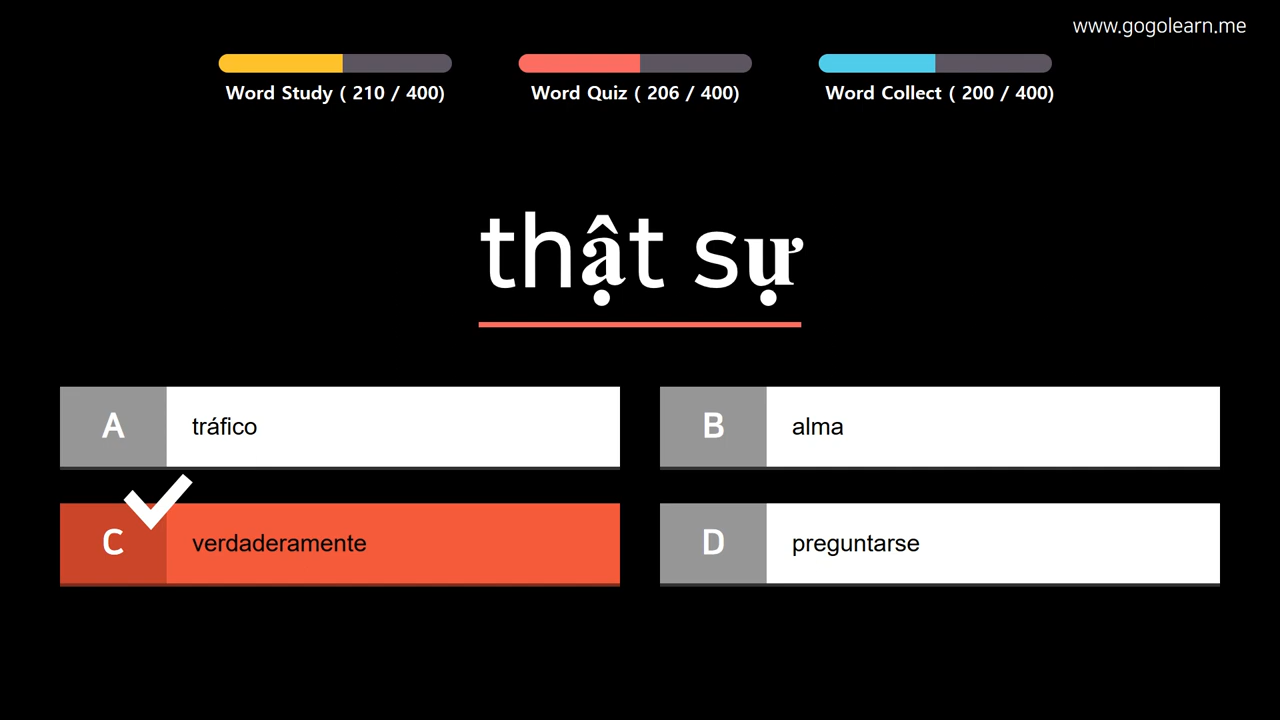 www.gogolearn.me
Word Study ( 210 / 400)
Word Quiz ( 206 / 400)
Word Collect ( 200 / 400)
thật sự
A tráfico
B alma
C verdaderamente
D preguntarse